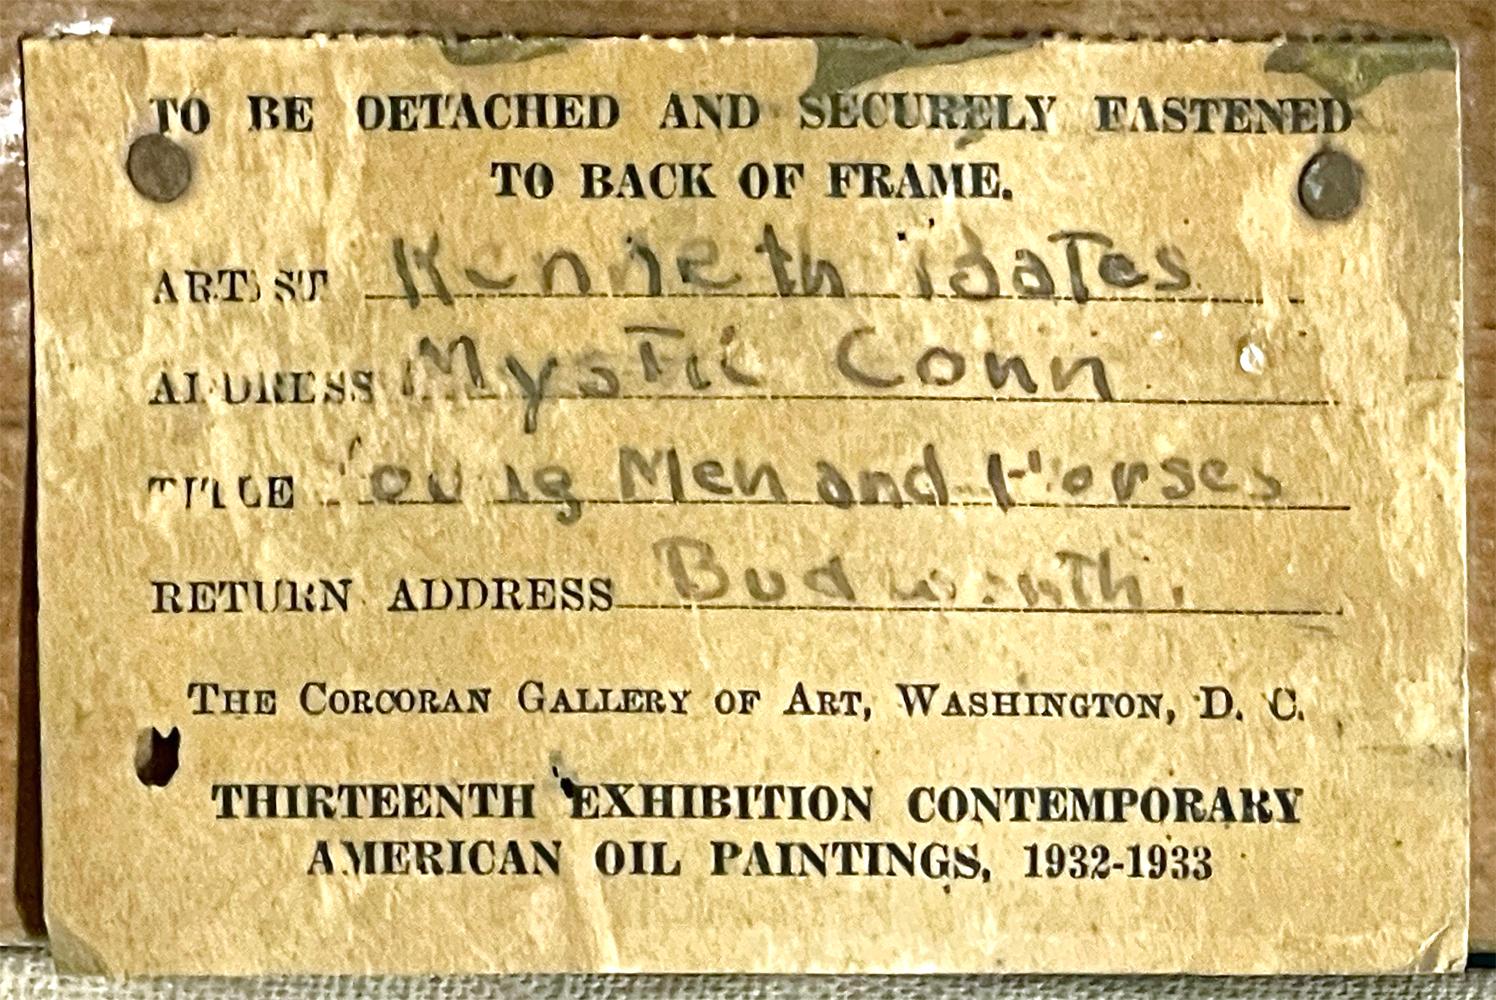 TO BE DETACHED AND SECURELY FASTENED
TO BACK OF FRAME.
ARTIST Kenneth Bates
ADDRESS Mystic Conn
TITLE Young Men and Horses
RETURN ADDRESS Budworth.
THE CORCORAN GALLERY OF ART, WASHINGTON, D. C.
THIRTEENTH EXHIBITION CONTEMPORARY
AMERICAN OIL PAINTINGS, 1932-1933